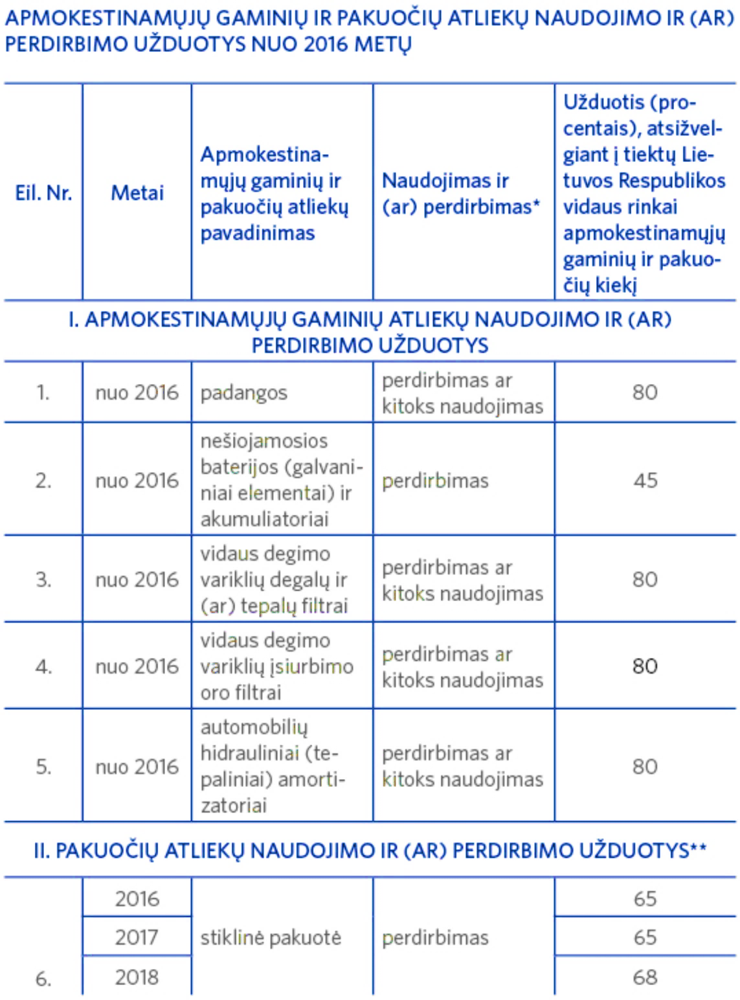 APMOKESTINAMŲJŲ GAMINIŲ IR PAKUOČIŲ ATLIEKŲ NAUDOJIMO IR (AR)
PERDIRBIMO UŽDUOTYS NUO 2016 METŲ
Eil. Nr.
Metai
Apmokestina-
mųjų gaminių ir
pakuočių atliekų
pavadinimas
Naudojimas ir
(ar) perdirbimas*
Užduotis (pro-
centais), atsižvel-
giant į tiektų Lie-
tuvos Respublikos
vidaus rinkai
apmokestinamųjų
gaminių ir pakuo-
čių kiekį
I. APMOKESTINAMŲJŲ GAMINIŲ ATLIEKŲ NAUDOJIMO IR (AR)
PERDIRBIMO UŽDUOTYS
1.
nuo 2016
padangos
perdirbimas ar
kitoks naudojimas
80
2.
nuo 2016
nešiojamosios
baterijos (galvani-
niai elementai) ir
akumuliatoriai
perdirbimas
45
3.
nuo 2016
vidaus degimo
variklių degalų ir
(ar) tepalų filtrai
perdirbimas ar
kitoks naudojimas
80
4.
nuo 2016
vidaus degimo
variklių įsiurbimo
oro filtrai
perdirbimas ar
kitoks naudojimas
80
5.
nuo 2016
automobilių
hidrauliniai (te-
paliniai) amorti-
zatoriai
perdirbimas ar
kitoks naudojimas
80
II. PAKUOČIŲ ATLIEKŲ NAUDOJIMO IR (AR) PERDIRBIMO UŽDUOTYS**
6.
2016
65
2017
stiklinė pakuotė
perdirbimas
65
2018
68